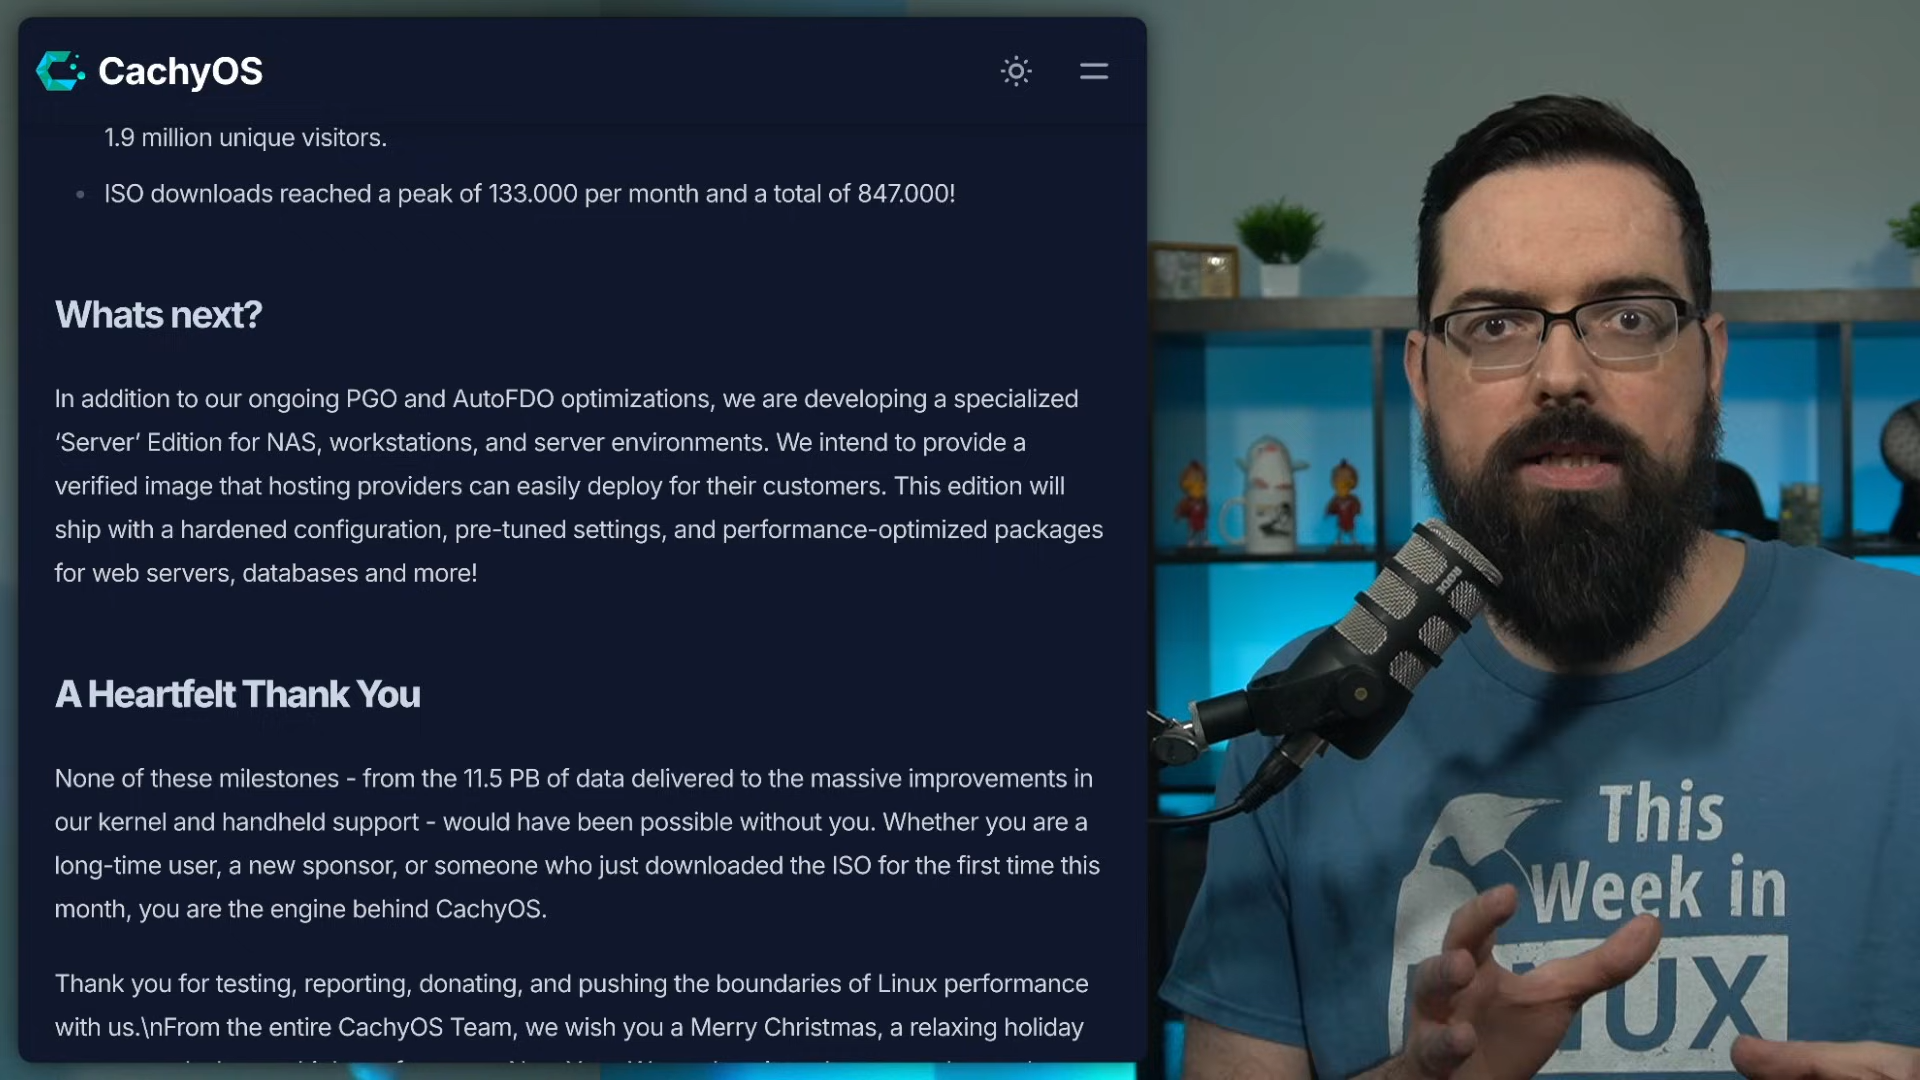 CachyOS
1.9 million unique visitors.
ISO downloads reached a peak of 133.000 per month and a total of 847.000!
Whats next?
In addition to our ongoing PGO and AutoFDO optimizations, we are developing a specialized
‘Server’ Edition for NAS, workstations, and server environments. We intend to provide a
verified image that hosting providers can easily deploy for their customers. This edition will
ship with a hardened configuration, pre-tuned settings, and performance-optimized packages
for web servers, databases and more!
A Heartfelt Thank You
None of these milestones - from the 11.5 PB of data delivered to the massive improvements in
our kernel and handheld support - would have been possible without you. Whether you are a
long-time user, a new sponsor, or someone who just downloaded the ISO for the first time this
month, you are the engine behind CachyOS.
Thank you for testing, reporting, donating, and pushing the boundaries of Linux performance
with us.\nFrom the entire CachyOS Team, we wish you a Merry Christmas, a relaxing holiday
RØDE
This
Week in
UX